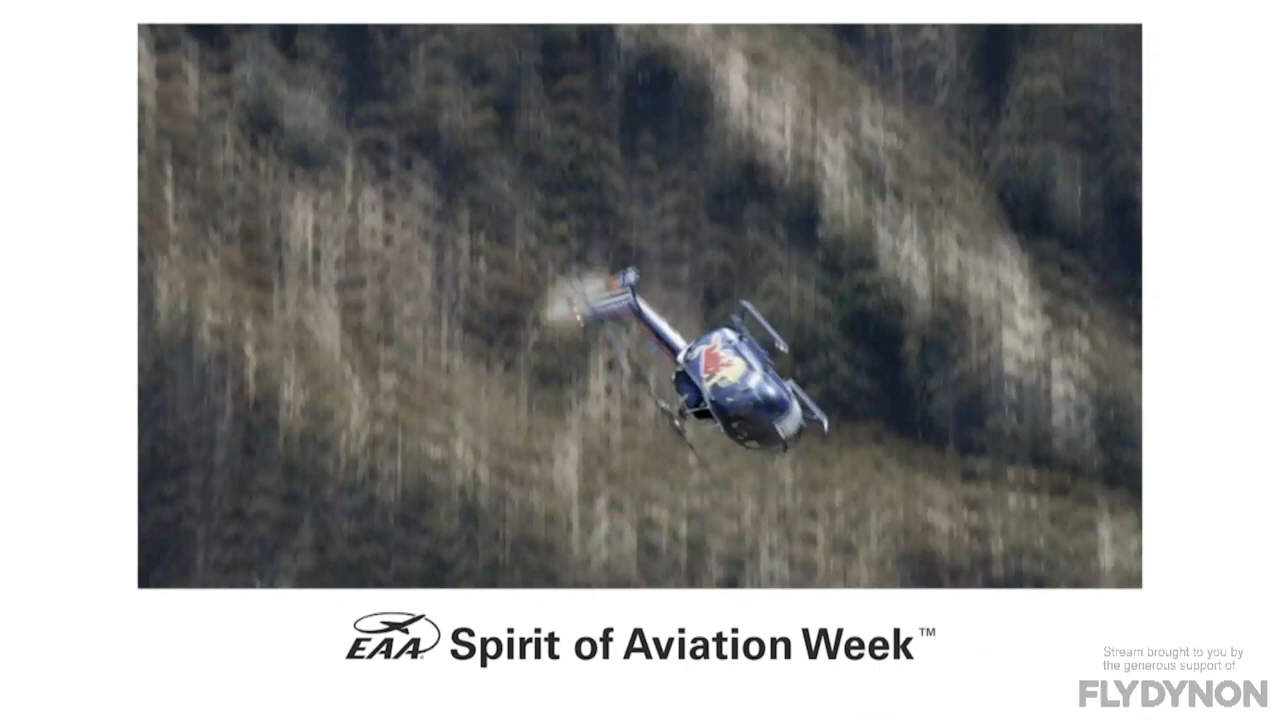 EAA Spirit of Aviation Week™
Stream brought to you by
the generous support of
FLYDYNON